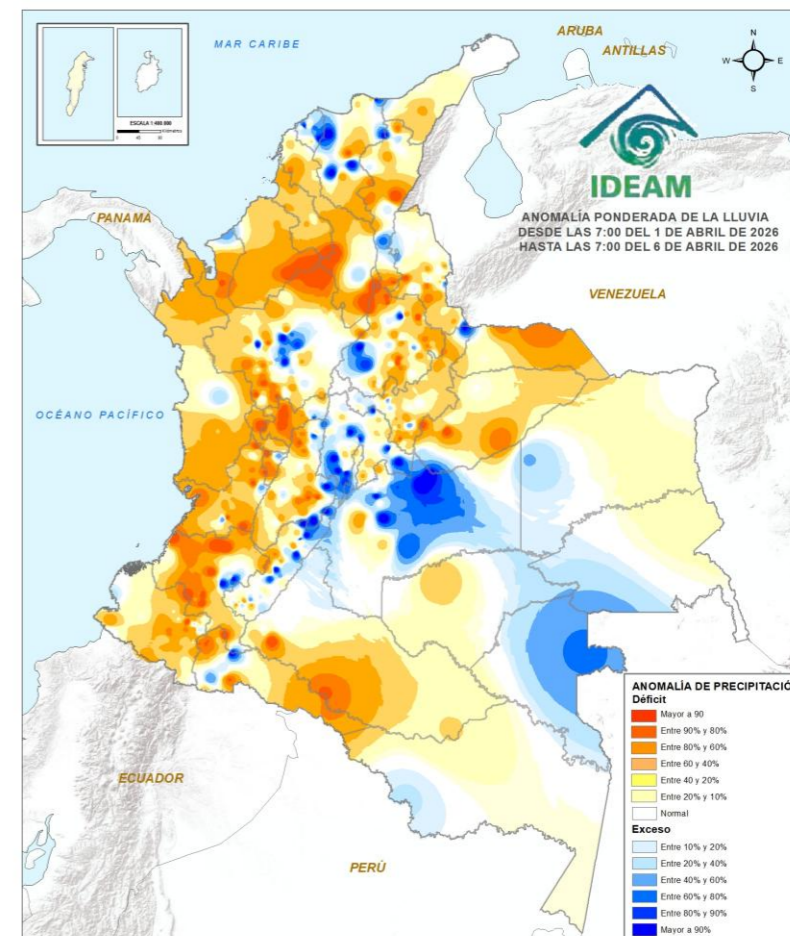 MAR CARIBE
ARUBA
ANTILLAS
N
W
E
S
ESCALA 1:400.000
IDEAM
ANOMALÍA PONDERADA DE LA LLUVIA
DESDE LAS 7:00 DEL 1 DE ABRIL DE 2026
HASTA LAS 7:00 DEL 6 DE ABRIL DE 2026
PANAMÁ
VENEZUELA
OCÉANO PACÍFICO
ECUADOR
PERÚ
ANOMALÍA DE PRECIPITACIÓ
Déficit
Mayor a 90
Entre 90% y 80%
Entre 80% y 60%
Entre 60 y 40%
Entre 40 y 20%
Entre 20% y 10%
Normal
Exceso
Entre 10% y 20%
Entre 20% y 40%
Entre 40% y 60%
Entre 60% y 80%
Entre 80% y 90%
Mayor a 90%